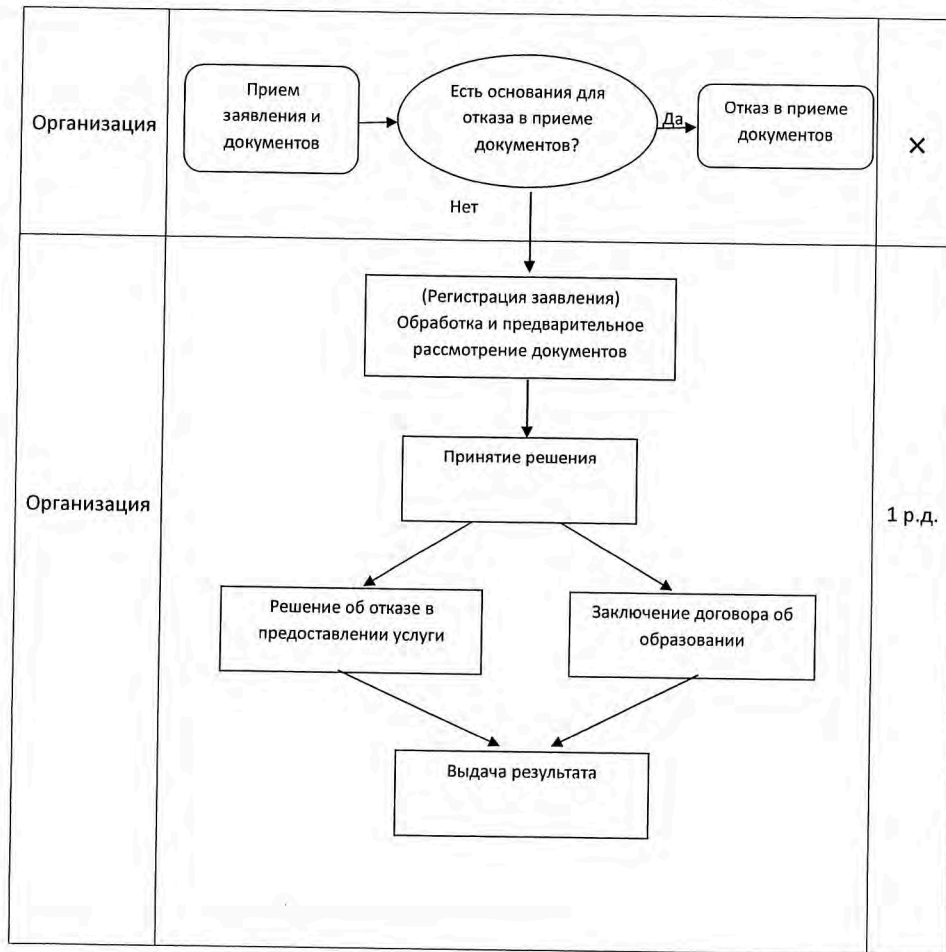 Организация
Прием
заявления и
документов
Есть основания для
отказа в приеме
документов?
Да
Отказ в приеме
документов
×
Нет
Организация
(Регистрация заявления)
Обработка и предварительное
рассмотрение документов
Принятие решения
1 р.д.
Решение об отказе в
предоставлении услуги
Заключение договора об
образовании
Выдача результата